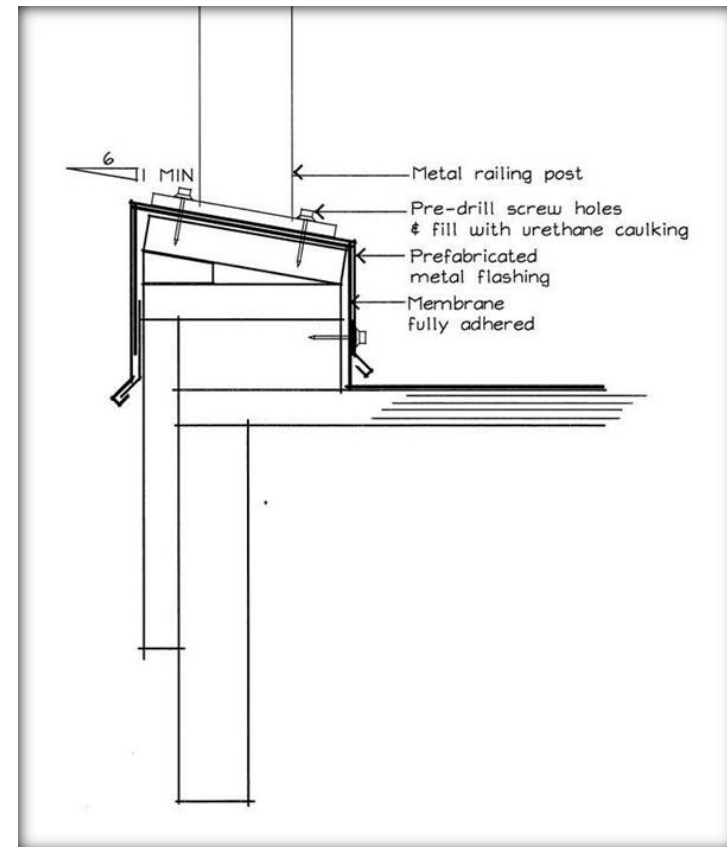 6
1 MIN
Metal railing post
Pre-drill screw holes
& fill with urethane caulking
Prefabricated
metal flashing
Membrane
fully adhered